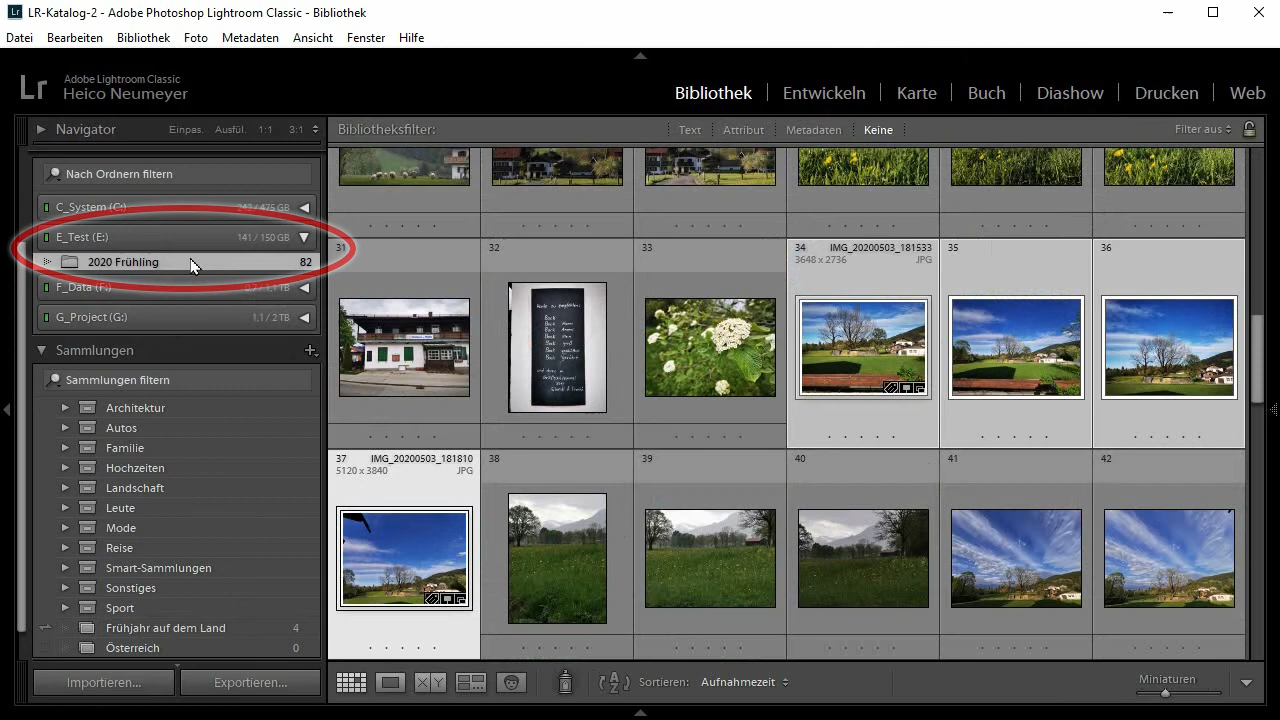 LR-Katalog-2 - Adobe Photoshop Lightroom Classic - Bibliothek
Datei Bearbeiten Bibliothek Foto Metadaten Ansicht Fenster Hilfe
Lr Adobe Lightroom Classic
Heico Neumeyer
Bibliothek Entwickeln Karte Buch Diashow Drucken Web
Navigator Einpas. Ausfül. 1:1 3:1
Bibliotheksfilter: Text Attribut Metadaten Keine Filter aus
Nach Ordnern filtern
C_System (C:) / 475 GB
E_Test (E:) 141 / 150 GB
2020 Frühling 82
F_Data (F:)
G_Project (G:) 1,1 / 2 TB
Sammlungen
Sammlungen filtern
Architektur
Autos
Familie
Hochzeiten
Landschaft
Leute
Mode
Reise
Smart-Sammlungen
Sonstiges
Sport
Frühjahr auf dem Land 4
Österreich 0
Importieren... Exportieren...
31 32 33 34 IMG_20200503_181533 35 36
3648 x 2736 JPG
37 IMG_20200503_181810 38 39 40 41 42
5120 x 3840 JPG
Sortieren: Aufnahmezeit
Miniaturen